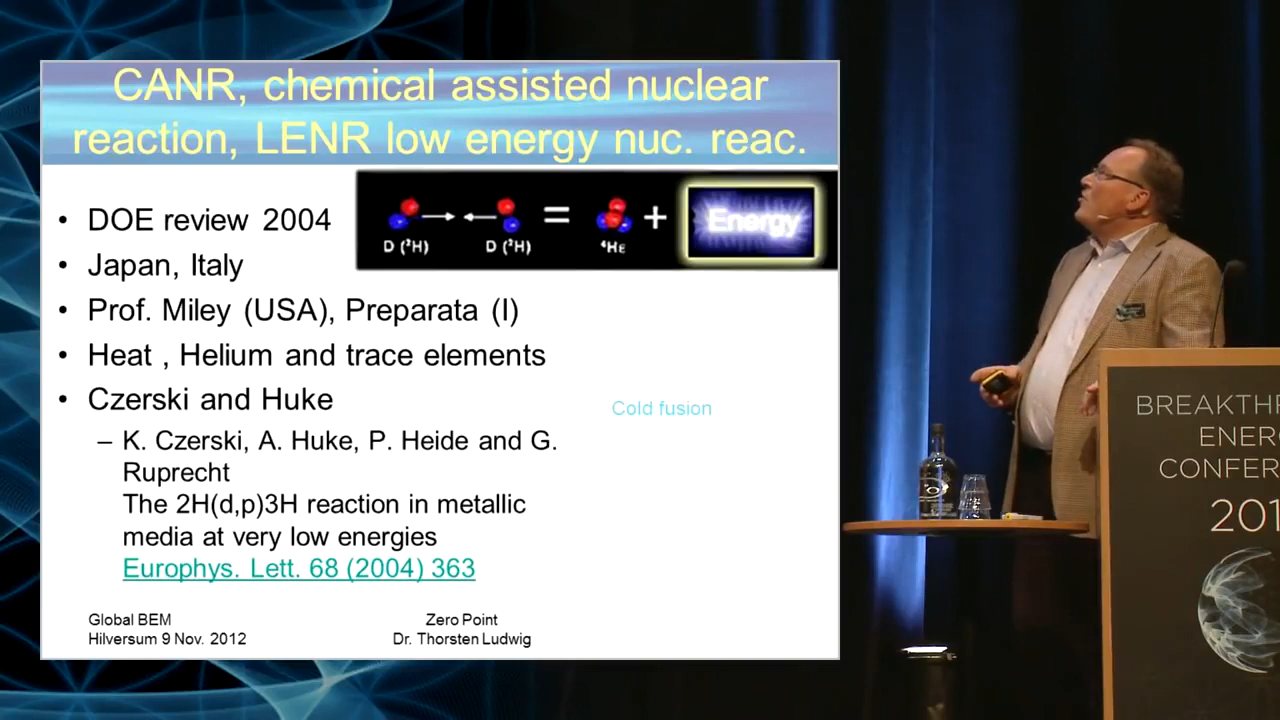 CANR, chemical assisted nuclear
reaction, LENR low energy nuc. reac.
D (²H)
D (²H)
=
⁴Hε
+
Energy
• DOE review 2004
• Japan, Italy
• Prof. Miley (USA), Preparata (I)
• Heat , Helium and trace elements
• Czerski and Huke
– K. Czerski, A. Huke, P. Heide and G.
Ruprecht
The 2H(d,p)3H reaction in metallic
media at very low energies
Europhys. Lett. 68 (2004) 363
Cold fusion
Global BEM
Hilversum 9 Nov. 2012
Zero Point
Dr. Thorsten Ludwig
BREAKTHR
ENER
CONFER
201